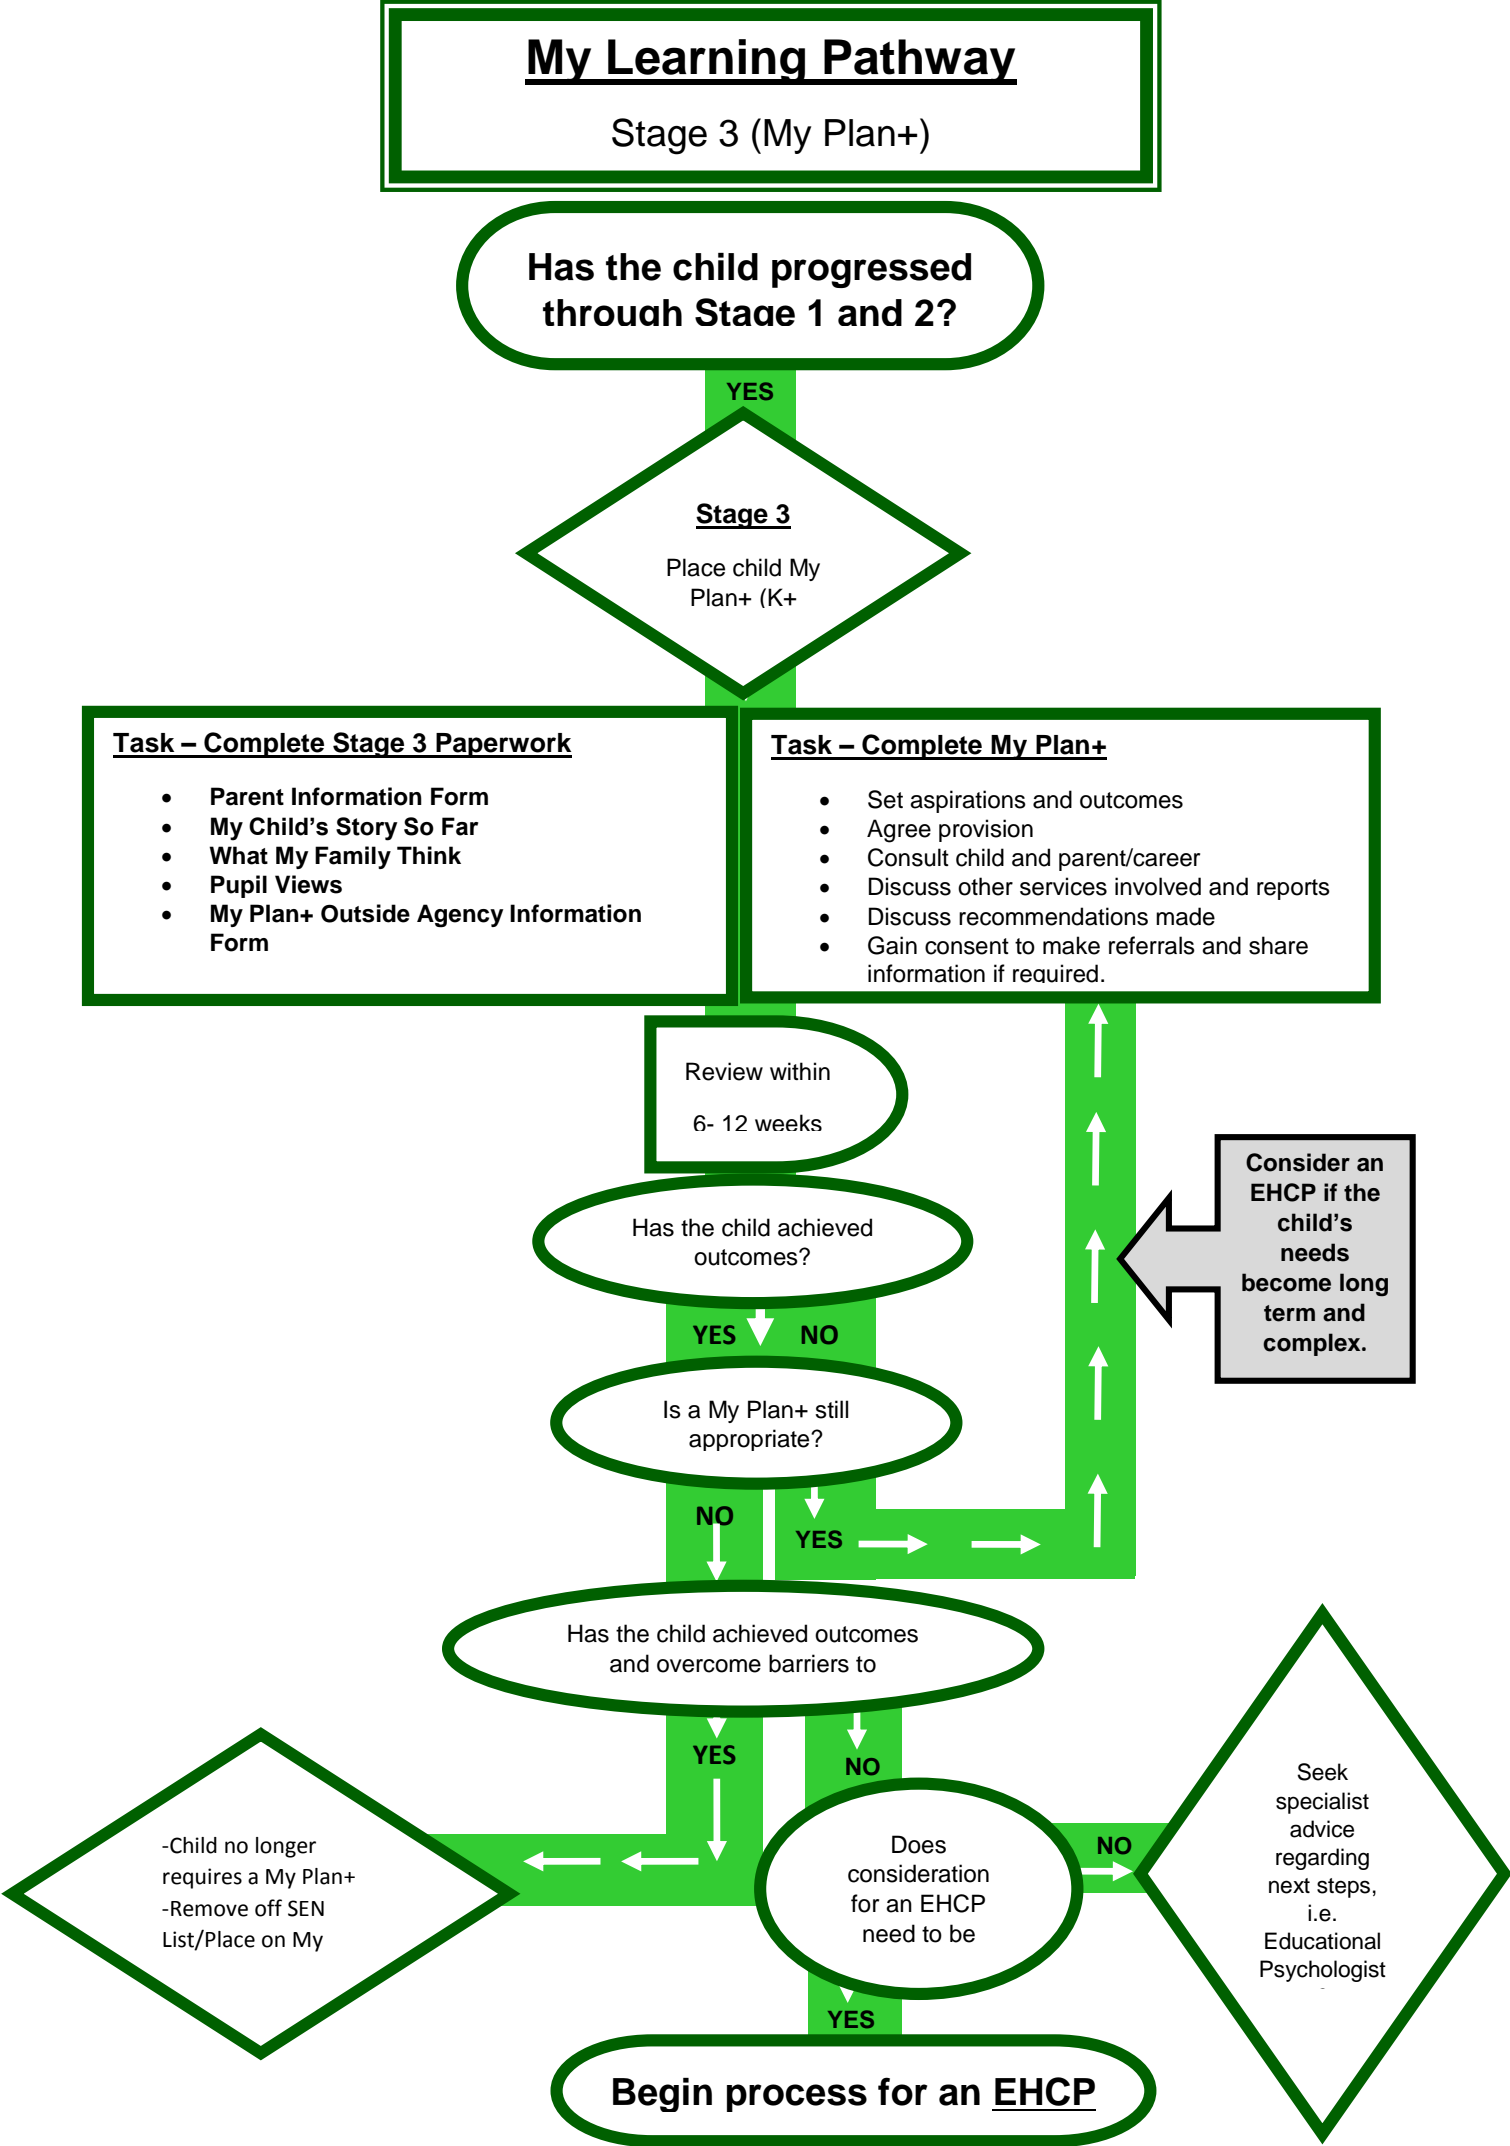 My Learning Pathway
Stage 3 (My Plan+)
Has the child progressed
through Stage 1 and 2?
YES
Stage 3
Place child My
Plan+ (K+
Task – Complete Stage 3 Paperwork
• Parent Information Form
• My Child's Story So Far
• What My Family Think
• Pupil Views
• My Plan+ Outside Agency Information
Form
Task – Complete My Plan+
• Set aspirations and outcomes
• Agree provision
• Consult child and parent/career
• Discuss other services involved and reports
• Discuss recommendations made
• Gain consent to make referrals and share
information if required.
Review within
6- 12 weeks
Consider an
EHCP if the
child's
needs
become long
term and
complex.
Has the child achieved
outcomes?
YES
NO
Is a My Plan+ still
appropriate?
NO
YES
Has the child achieved outcomes
and overcome barriers to
YES
NO
-Child no longer
requires a My Plan+
-Remove off SEN
List/Place on My
Does
consideration
for an EHCP
need to be
NO
Seek
specialist
advice
regarding
next steps,
i.e.
Educational
Psychologist
YES
Begin process for an EHCP